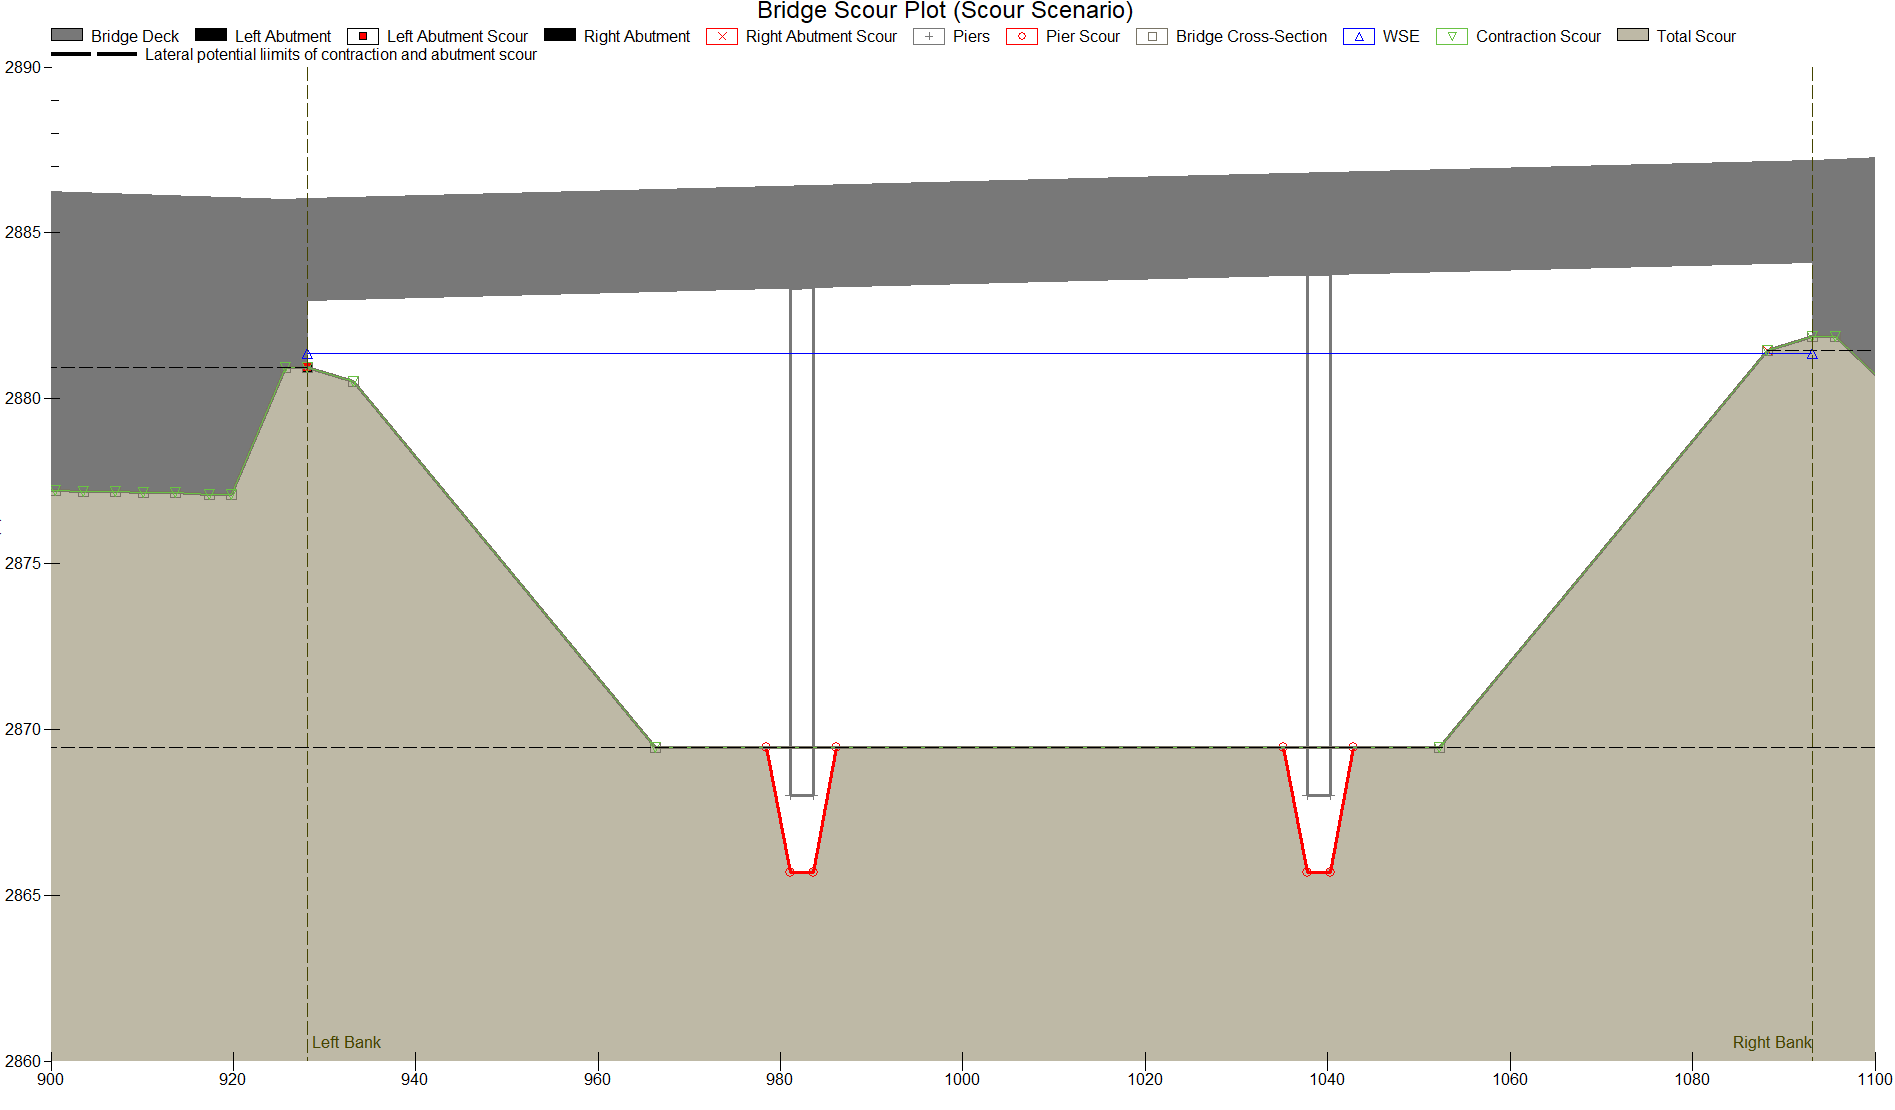 Bridge Scour Plot (Scour Scenario)
Bridge Deck Left Abutment Left Abutment Scour Right Abutment Right Abutment Scour Piers Pier Scour Bridge Cross-Section WSE Contraction Scour Total Scour
Lateral potential liimits of contraction and abutment scour
2890
2885
2880
2875
2870
2865
2860
Left Bank Right Bank
900 920 940 960 980 1000 1020 1040 1060 1080 1100